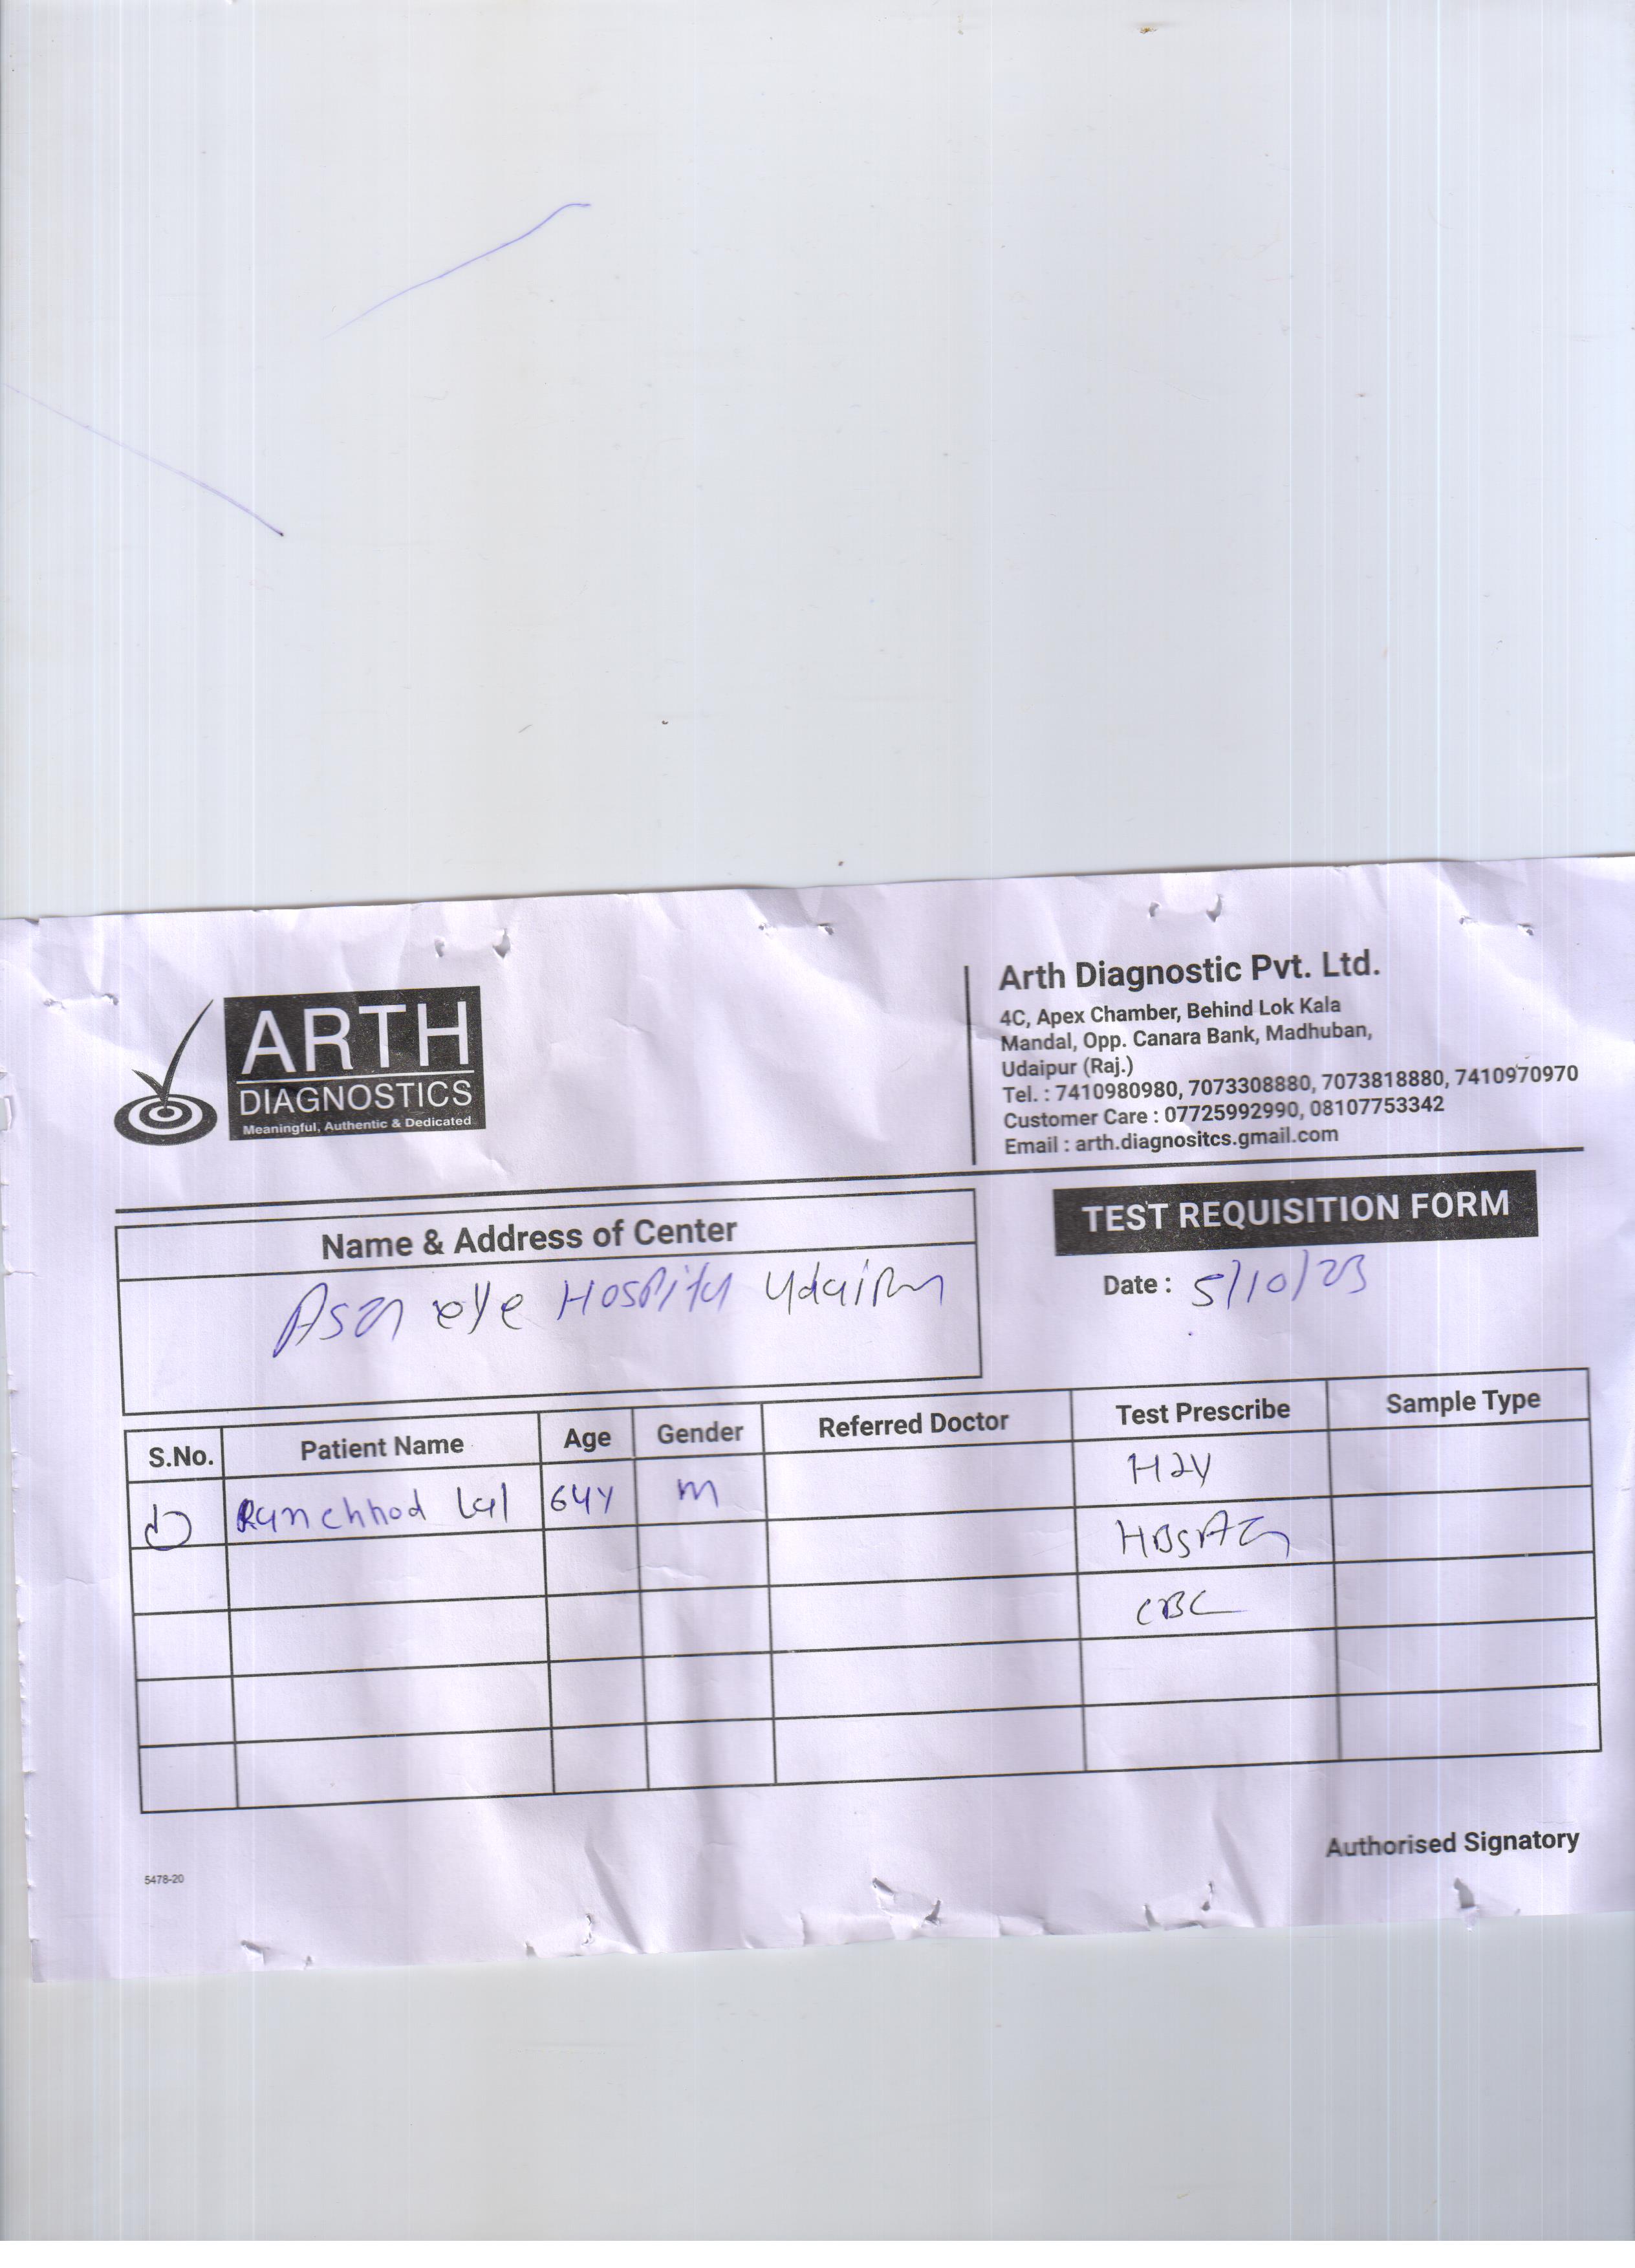 ARTH
DIAGNOSTICS
Meaningful, Authentic & Dedicated
Arth Diagnostic Pvt. Ltd.
4C, Apex Chamber, Behind Lok Kala
Mandal, Opp. Canara Bank, Madhuban,
Udaipur (Raj.)
Tel. : 7410980980, 7073308880, 7073818880, 7410970970
Customer Care : 07725992990, 08107753342
Email : arth.diagnositcs.gmail.com
Name & Address of Center
eye Hospital Udaipur
TEST REQUISITION FORM
Date : 5/10/23
S.No. Patient Name Age Gender Referred Doctor Test Prescribe Sample Type
Ranchhod Lal 64Y m
HBSAG
CBC
Authorised Signatory
5478-20